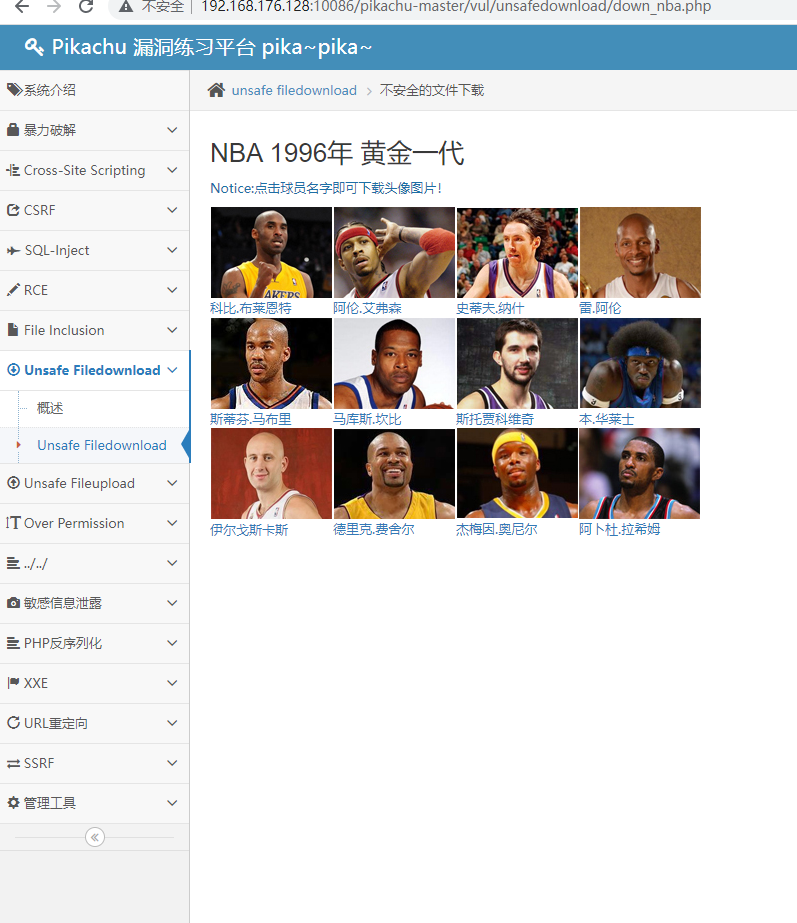 不安全 | 192.168.176.128:10086/pikachu-master/vul/unsafedownload/down_nba.php
Pikachu 漏洞练习平台 pika~pika~
系统介绍
暴力破解
Cross-Site Scripting
CSRF
SQL-Inject
RCE
File Inclusion
Unsafe Filedownload
概述
Unsafe Filedownload
Unsafe Fileupload
Over Permission
../../
敏感信息泄露
PHP反序列化
XXE
URL重定向
SSRF
管理工具
unsafe filedownload > 不安全的文件下载
NBA 1996年 黄金一代
Notice:点击球员名字即可下载头像图片!
科比.布莱恩特 阿伦.艾弗森 史蒂夫.纳什 雷.阿伦
斯蒂芬.马布里 马库斯.坎比 斯托贾科维奇 本.华莱士
伊尔戈斯卡斯 德里克.费舍尔 杰梅因.奥尼尔 阿卜杜.拉希姆